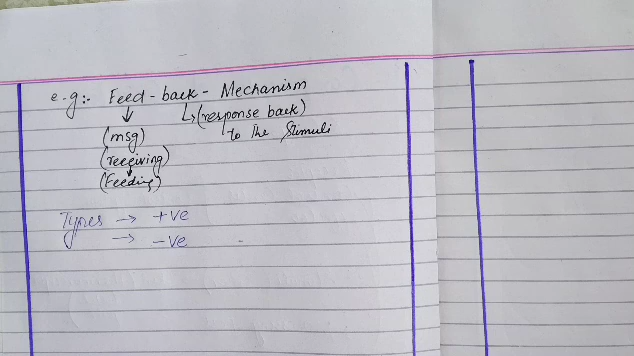 e.g:- Feed-back-Mechanism
↓ ↳(response back)
(msg) to the stimuli
(receiving)
(Feeding)
Types → +ve
→ -ve